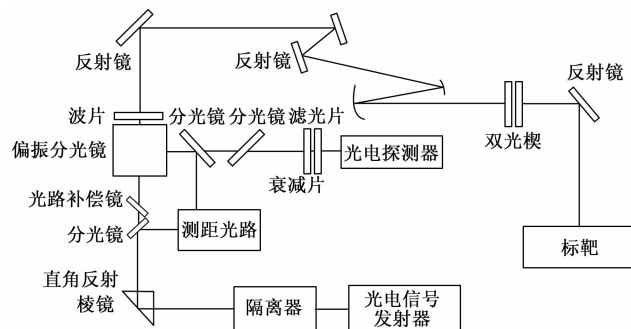 反射镜
反射镜
反射镜
波片
分光镜
分光镜
滤光片
双光楔
偏振分光镜
光电探测器
衰减片
光路补偿镜
分光镜
测距光路
标靶
直角反射
棱镜
隔离器
光电信号
发射器